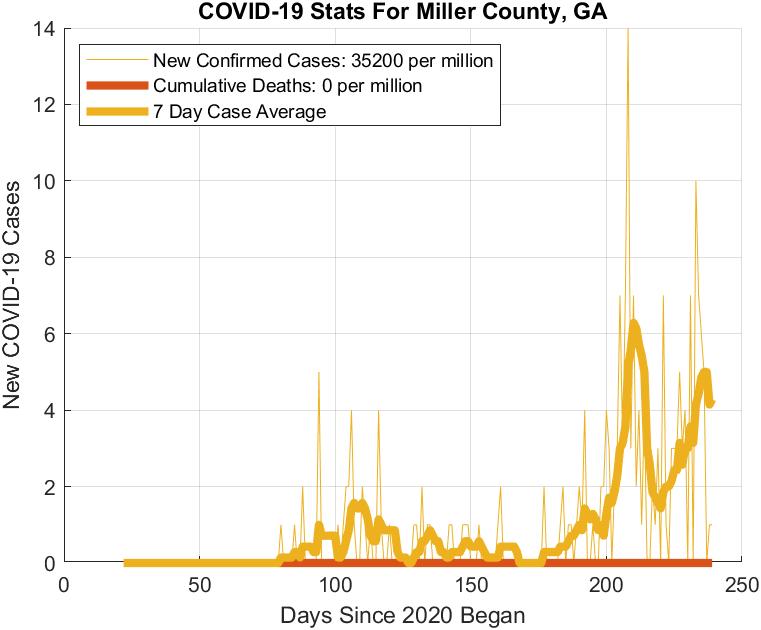 COVID-19 Stats For Miller County, GA
New Confirmed Cases: 35200 per million
Cumulative Deaths: 0 per million
7 Day Case Average
14
12
10
8
6
4
2
0
New COVID-19 Cases
0 50 100 150 200 250
Days Since 2020 Began